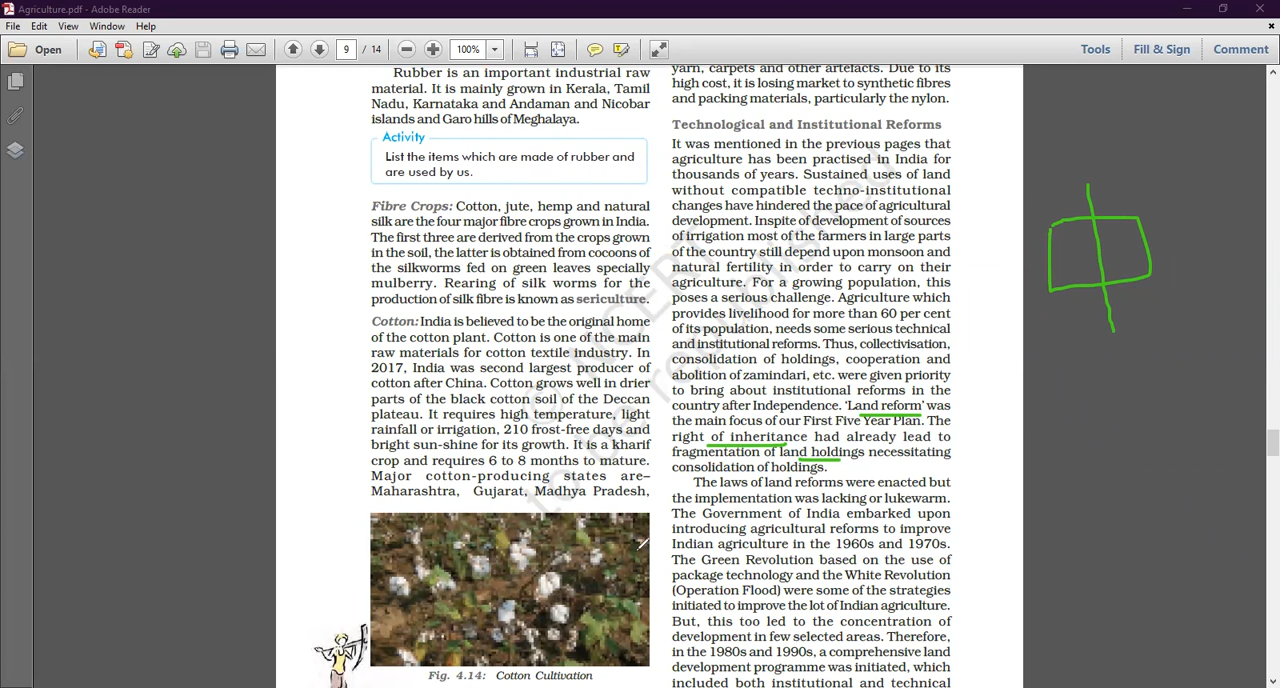 Agriculture.pdf - Adobe Reader
File Edit View Window Help
Open 9 / 14 100% Tools Fill & Sign Comment
Rubber is an important industrial raw
material. It is mainly grown in Kerala, Tamil
Nadu, Karnataka and Andaman and Nicobar
islands and Garo hills of Meghalaya.
Activity
List the items which are made of rubber and
are used by us.
Fibre Crops: Cotton, jute, hemp and natural
silk are the four major fibre crops grown in India.
The first three are derived from the crops grown
in the soil, the latter is obtained from cocoons of
the silkworms fed on green leaves specially
mulberry. Rearing of silk worms for the
production of silk fibre is known as sericulture.
Cotton: India is believed to be the original home
of the cotton plant. Cotton is one of the main
raw materials for cotton textile industry. In
2017, India was second largest producer of
cotton after China. Cotton grows well in drier
parts of the black cotton soil of the Deccan
plateau. It requires high temperature, light
rainfall or irrigation, 210 frost-free days and
bright sun-shine for its growth. It is a kharif
crop and requires 6 to 8 months to mature.
Major cotton-producing states are–
Maharashtra, Gujarat, Madhya Pradesh,
Fig. 4.14: Cotton Cultivation
yarn, carpets and other artefacts. Due to its
high cost, it is losing market to synthetic fibres
and packing materials, particularly the nylon.
Technological and Institutional Reforms
It was mentioned in the previous pages that
agriculture has been practised in India for
thousands of years. Sustained uses of land
without compatible techno-institutional
changes have hindered the pace of agricultural
development. Inspite of development of sources
of irrigation most of the farmers in large parts
of the country still depend upon monsoon and
natural fertility in order to carry on their
agriculture. For a growing population, this
poses a serious challenge. Agriculture which
provides livelihood for more than 60 per cent
of its population, needs some serious technical
and institutional reforms. Thus, collectivisation,
consolidation of holdings, cooperation and
abolition of zamindari, etc. were given priority
to bring about institutional reforms in the
country after Independence. ‘Land reform’ was
the main focus of our First Five Year Plan. The
right of inheritance had already lead to
fragmentation of land holdings necessitating
consolidation of holdings.
The laws of land reforms were enacted but
the implementation was lacking or lukewarm.
The Government of India embarked upon
introducing agricultural reforms to improve
Indian agriculture in the 1960s and 1970s.
The Green Revolution based on the use of
package technology and the White Revolution
(Operation Flood) were some of the strategies
initiated to improve the lot of Indian agriculture.
But, this too led to the concentration of
development in few selected areas. Therefore,
in the 1980s and 1990s, a comprehensive land
development programme was initiated, which
included both institutional and technical
© NCERT
to be republished